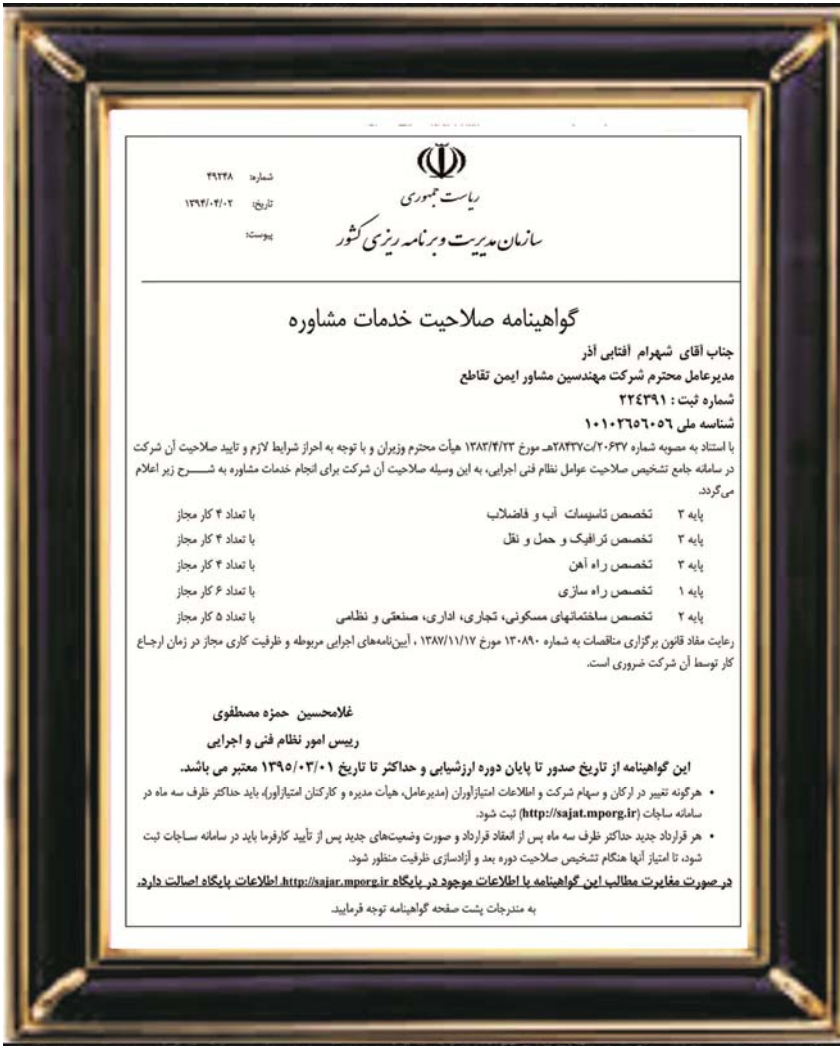 ریاست جمهوری
سازمان مدیریت و برنامه ریزی کشور
شماره: ۴۹۲۴۸
تاریخ: ۱۳۹۴/۰۴/۰۲
پیوست:
گواهینامه صلاحیت خدمات مشاوره
جناب آقای شهرام آفتابی آذر
مدیرعامل محترم شرکت مهندسین مشاور ایمن تقاطع
شماره ثبت : ۲۲٤۳۹۱
شناسه ملی ۱۰۱۰۲٦٥٦۰٥٦
با استناد به مصوبه شماره ۲۰۶۳۷/ت۲۸۴۳۷هـ مورخ ۱۳۸۳/۴/۲۳ هیأت محترم وزیران و با توجه به احراز شرایط لازم و تایید صلاحیت آن شرکت
در سامانه جامع تشخیص صلاحیت عوامل نظام فنی اجرایی، به این وسیله صلاحیت آن شرکت برای انجام خدمات مشاوره به شـــــرح زیر اعلام
می‌گردد.
پایه ۳ تخصص تاسیسات آب و فاضلاب با تعداد ۴ کار مجاز
پایه ۳ تخصص ترافیک و حمل و نقل با تعداد ۴ کار مجاز
پایه ۳ تخصص راه آهن با تعداد ۴ کار مجاز
پایه ۱ تخصص راه سازی با تعداد ۶ کار مجاز
پایه ۲ تخصص ساختمانهای مسکونی، تجاری، اداری، صنعتی و نظامی با تعداد ۵ کار مجاز
رعایت مفاد قانون برگزاری مناقصات به شماره ۱۳۰۸۹۰ مورخ ۱۳۸۷/۱۱/۱۷ ، آیین‌نامه‌های اجرایی مربوطه و ظرفیت کاری مجاز در زمان ارجـاع
کار توسط آن شرکت ضروری است.
غلامحسین حمزه مصطفوی
رییس امور نظام فنی و اجرایی
این گواهینامه از تاریخ صدور تا پایان دوره ارزشیابی و حداکثر تا تاریخ ۱۳۹٥/۰۳/۰۱ معتبر می باشد.
• هرگونه تغییر در ارکان و سهام شرکت و اطلاعات امتیازآوران (مدیرعامل، هیأت مدیره و کارکنان امتیازآور)، باید حداکثر ظرف سه ماه در
سامانه ساجات (http://sajat.mporg.ir) ثبت شود.
• هر قرارداد جدید حداکثر ظرف سه ماه پس از انعقاد قرارداد و صورت وضعیت‌های جدید پس از تأیید کارفرما باید در سامانه سـاجات ثبت
شود، تا امتیاز آنها هنگام تشخیص صلاحیت دوره بعد و آزادسازی ظرفیت منظور شود.
در صورت مغایرت مطالب این گواهینامه با اطلاعات موجود در پایگاه http://sajar.mporg.ir، اطلاعات پایگاه اصالت دارد.
به مندرجات پشت صفحه گواهینامه توجه فرمایید.